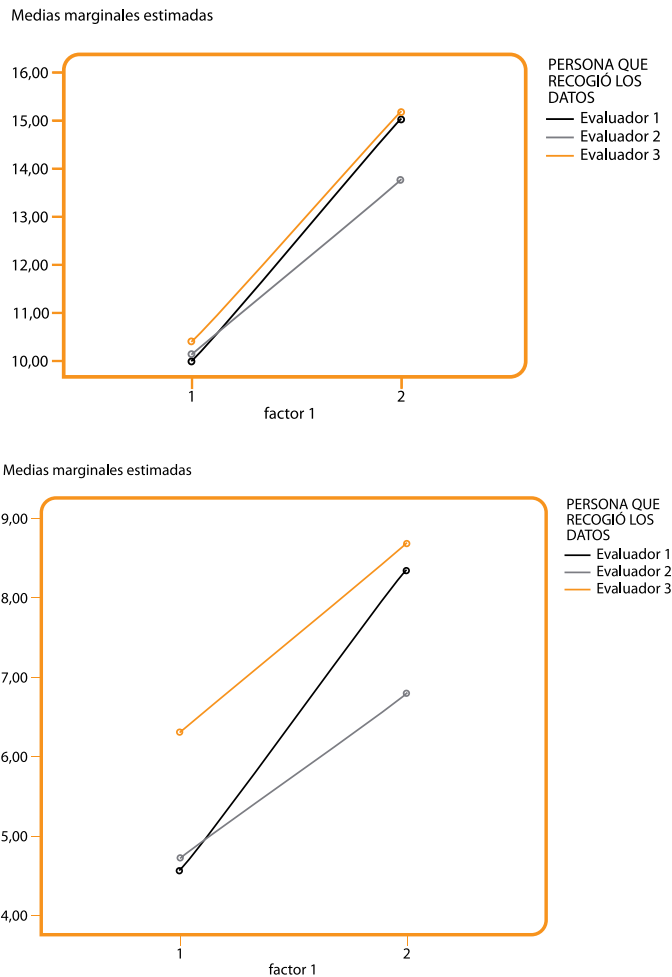 Medias marginales estimadas
16,00
15,00
14,00
13,00
12,00
11,00
10,00
1
2
factor 1
PERSONA QUE
RECOGIÓ LOS
DATOS
Evaluador 1
Evaluador 2
Evaluador 3
Medias marginales estimadas
9,00
8,00
7,00
6,00
5,00
4,00
1
2
factor 1
PERSONA QUE
RECOGIÓ LOS
DATOS
Evaluador 1
Evaluador 2
Evaluador 3